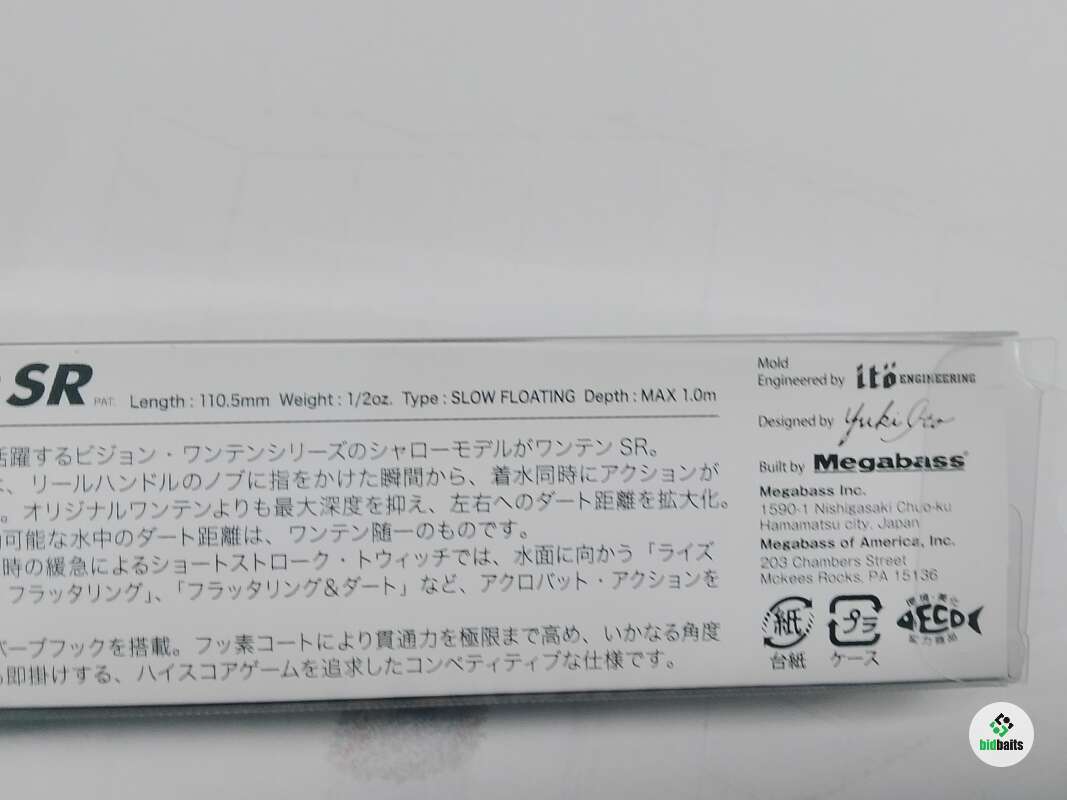 SR PAT. Length : 110.5mm Weight : 1/2oz. Type : SLOW FLOATING Depth : MAX 1.0m
活躍するビジョン・ワンテンシリーズのシャローモデルがワンテン SR。
、リールハンドルのノブに指をかけた瞬間から、着水同時にアクションが
。オリジナルワンテンよりも最大深度を抑え、左右へのダート距離を拡大化。
可能な水中のダート距離は、ワンテン随一のものです。
時の緩急によるショートストローク・トウィッチでは、水面に向かう「ライズ
フラッタリング」、「フラッタリング&ダート」など、アクロバット・アクションを
バーブフックを搭載。フッ素コートにより貫通力を極限まで高め、いかなる角度
即掛けする、ハイスコアゲームを追求したコンペティティブな仕様です。
Mold
Engineered by itö ENGINEERING
Designed by Yuki Ito
Built by Megabass
Megabass Inc.
1590-1 Nishigasaki Chuo-ku
Hamamatsu city, Japan
Megabass of America, Inc.
203 Chambers Street
Mckees Rocks, PA 15136
紙 プラ ECO
台紙 ケース
bidbaits